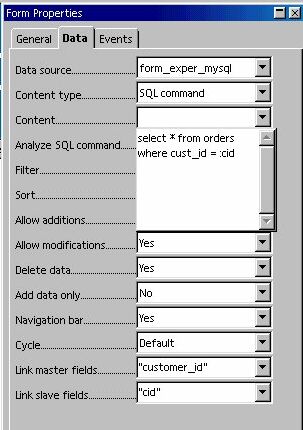 Form Properties
General Data Events
Data source form_exper_mysql
Content type SQL command
Content
Analyze SQL command select * from orders
where cust_id = :cid
Filter
Sort
Allow additions
Allow modifications Yes
Delete data Yes
Add data only No
Navigation bar Yes
Cycle Default
Link master fields "customer_id"
Link slave fields "cid"